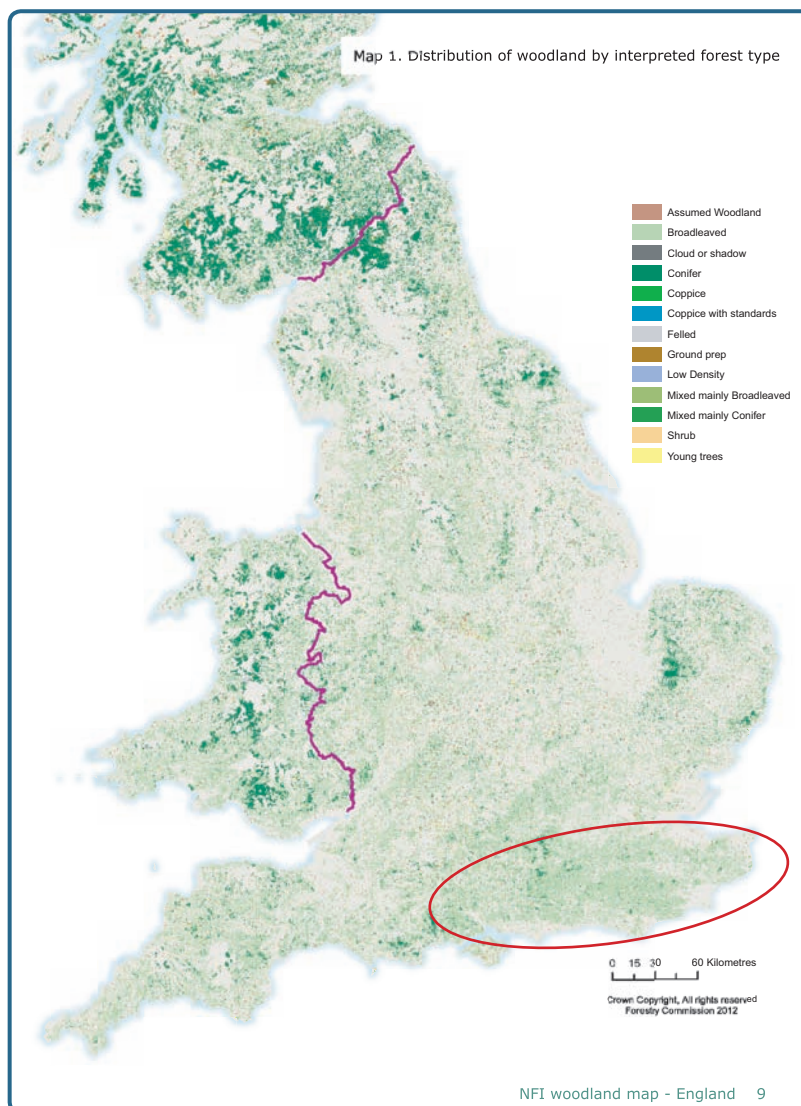 Map 1. Distribution of woodland by interpreted forest type
Assumed Woodland
Broadleaved
Cloud or shadow
Conifer
Coppice
Coppice with standards
Felled
Ground prep
Low Density
Mixed mainly Broadleaved
Mixed mainly Conifer
Shrub
Young trees
0 15 30 60 Kilometres
Crown Copyright, All rights reserved
Forestry Commission 2012
NFI woodland map - England 9